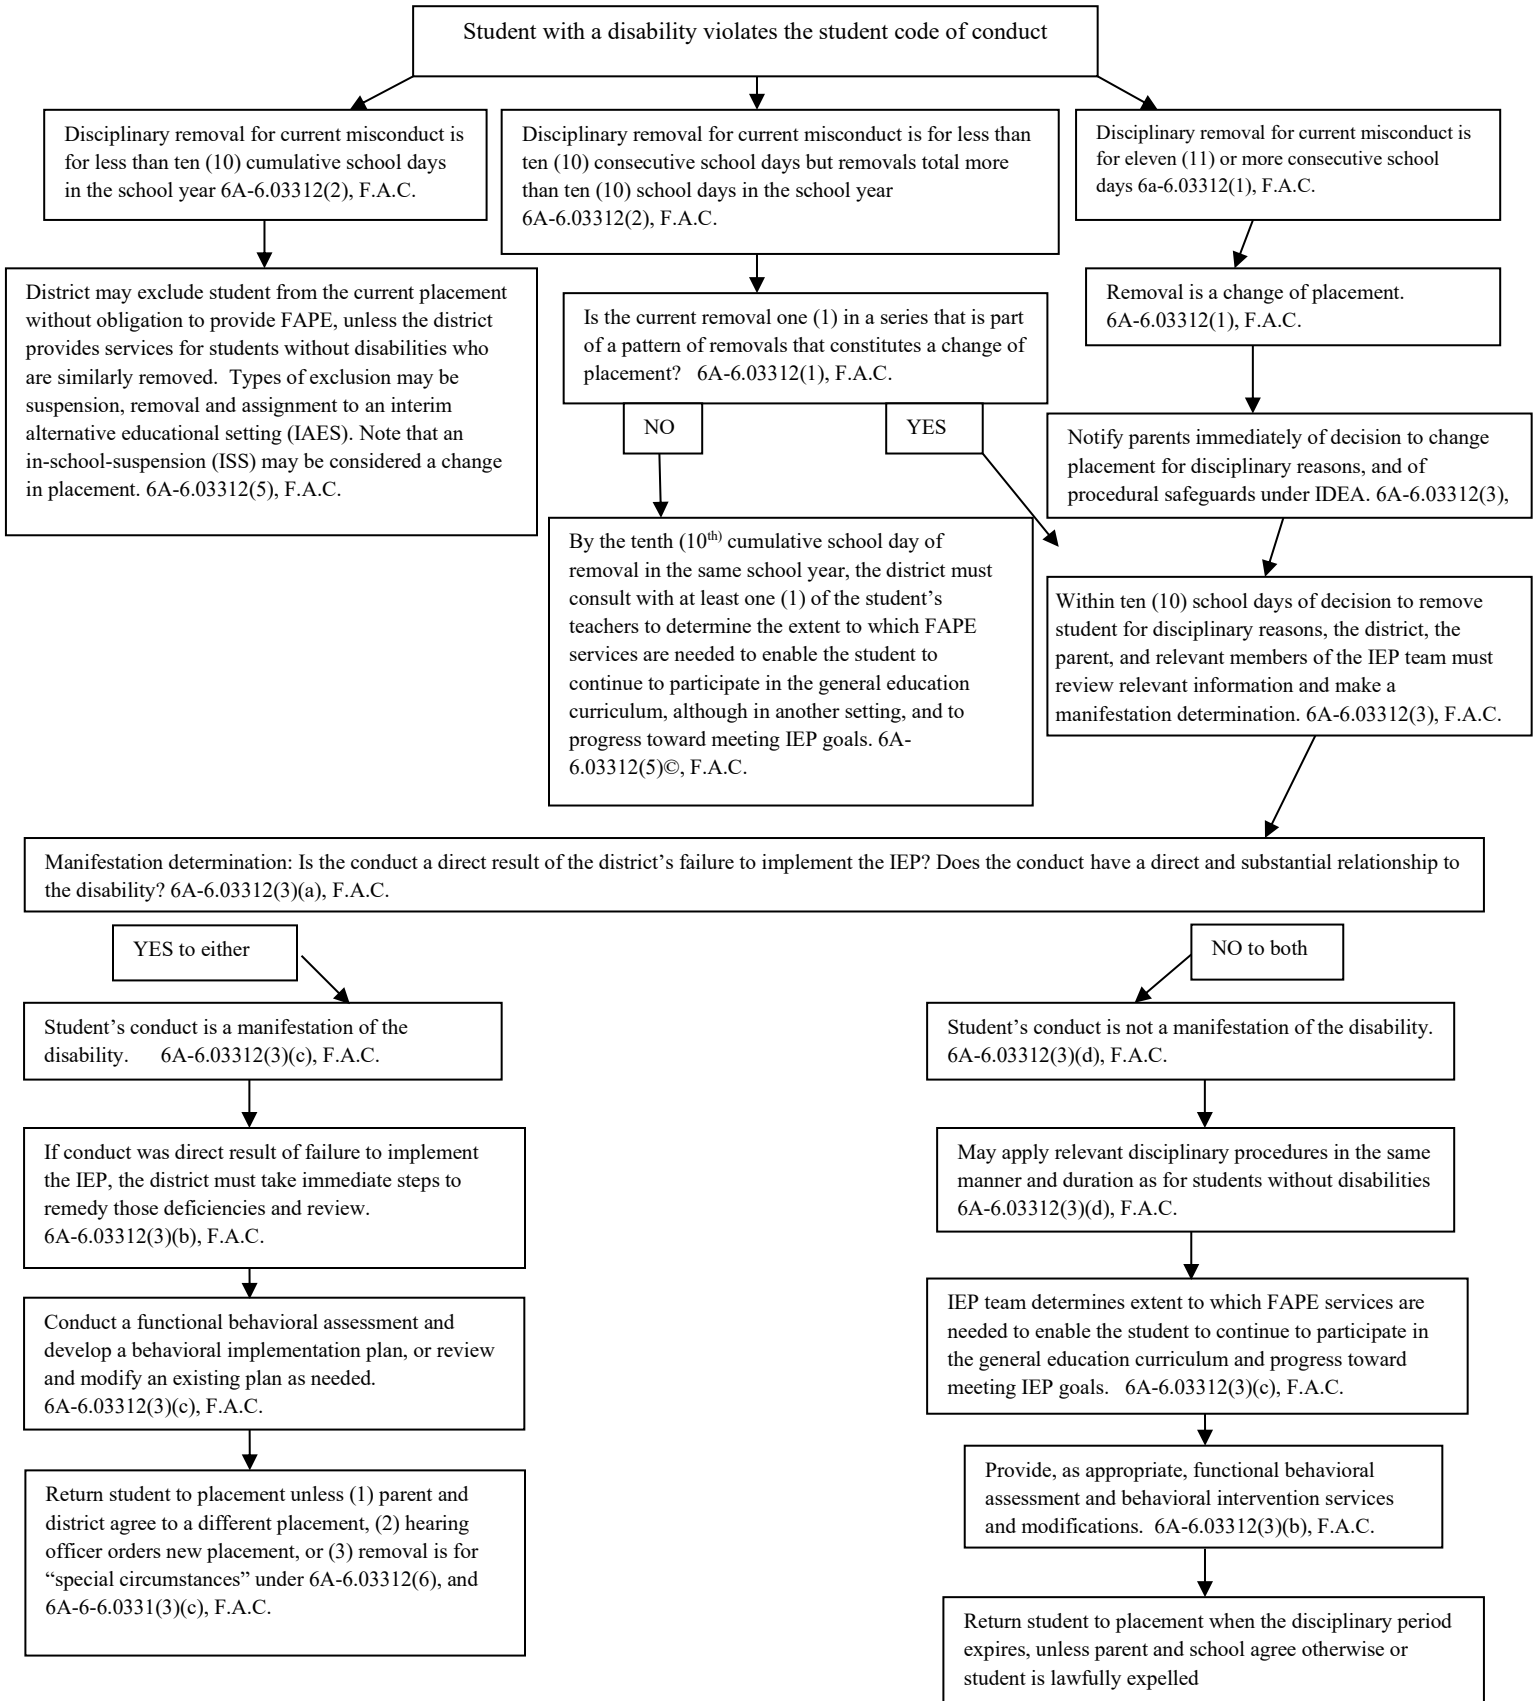 Student with a disability violates the student code of conduct
Disciplinary removal for current misconduct is
for less than ten (10) cumulative school days
in the school year 6A-6.03312(2), F.A.C.
Disciplinary removal for current misconduct is for less than
ten (10) consecutive school days but removals total more
than ten (10) school days in the school year
6A-6.03312(2), F.A.C.
Disciplinary removal for current misconduct is
for eleven (11) or more consecutive school
days 6a-6.03312(1), F.A.C.
District may exclude student from the current placement
without obligation to provide FAPE, unless the district
provides services for students without disabilities who
are similarly removed.  Types of exclusion may be
suspension, removal and assignment to an interim
alternative educational setting (IAES). Note that an
in-school-suspension (ISS) may be considered a change
in placement. 6A-6.03312(5), F.A.C.
Is the current removal one (1) in a series that is part
of a pattern of removals that constitutes a change of
placement?   6A-6.03312(1), F.A.C.
Removal is a change of placement.
6A-6.03312(1), F.A.C.
NO
YES
Notify parents immediately of decision to change
placement for disciplinary reasons, and of
procedural safeguards under IDEA. 6A-6.03312(3),
By the tenth (10th) cumulative school day of
removal in the same school year, the district must
consult with at least one (1) of the student’s
teachers to determine the extent to which FAPE
services are needed to enable the student to
continue to participate in the general education
curriculum, although in another setting, and to
progress toward meeting IEP goals. 6A-
6.03312(5)©, F.A.C.
Within ten (10) school days of decision to remove
student for disciplinary reasons, the district, the
parent, and relevant members of the IEP team must
review relevant information and make a
manifestation determination. 6A-6.03312(3), F.A.C.
Manifestation determination: Is the conduct a direct result of the district’s failure to implement the IEP? Does the conduct have a direct and substantial relationship to
the disability? 6A-6.03312(3)(a), F.A.C.
YES to either
NO to both
Student’s conduct is a manifestation of the
disability.     6A-6.03312(3)(c), F.A.C.
If conduct was direct result of failure to implement
the IEP, the district must take immediate steps to
remedy those deficiencies and review.
6A-6.03312(3)(b), F.A.C.
Conduct a functional behavioral assessment and
develop a behavioral implementation plan, or review
and modify an existing plan as needed.
6A-6.03312(3)(c), F.A.C.
Return student to placement unless (1) parent and
district agree to a different placement, (2) hearing
officer orders new placement, or (3) removal is for
“special circumstances” under 6A-6.03312(6), and
6A-6-6.0331(3)(c), F.A.C.
Student’s conduct is not a manifestation of the disability.
6A-6.03312(3)(d), F.A.C.
May apply relevant disciplinary procedures in the same
manner and duration as for students without disabilities
6A-6.03312(3)(d), F.A.C.
IEP team determines extent to which FAPE services are
needed to enable the student to continue to participate in
the general education curriculum and progress toward
meeting IEP goals.   6A-6.03312(3)(c), F.A.C.
Provide, as appropriate, functional behavioral
assessment and behavioral intervention services
and modifications.  6A-6.03312(3)(b), F.A.C.
Return student to placement when the disciplinary period
expires, unless parent and school agree otherwise or
student is lawfully expelled